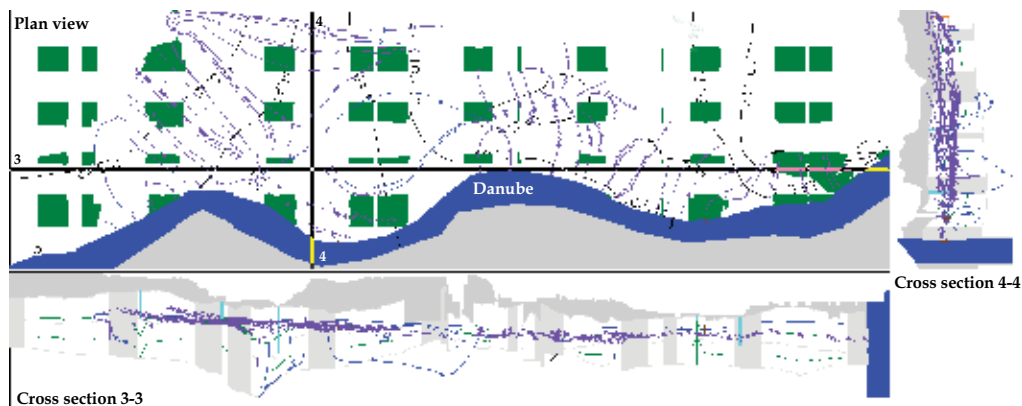 Plan view
4
3
Danube
4
Cross section 4-4
Cross section 3-3